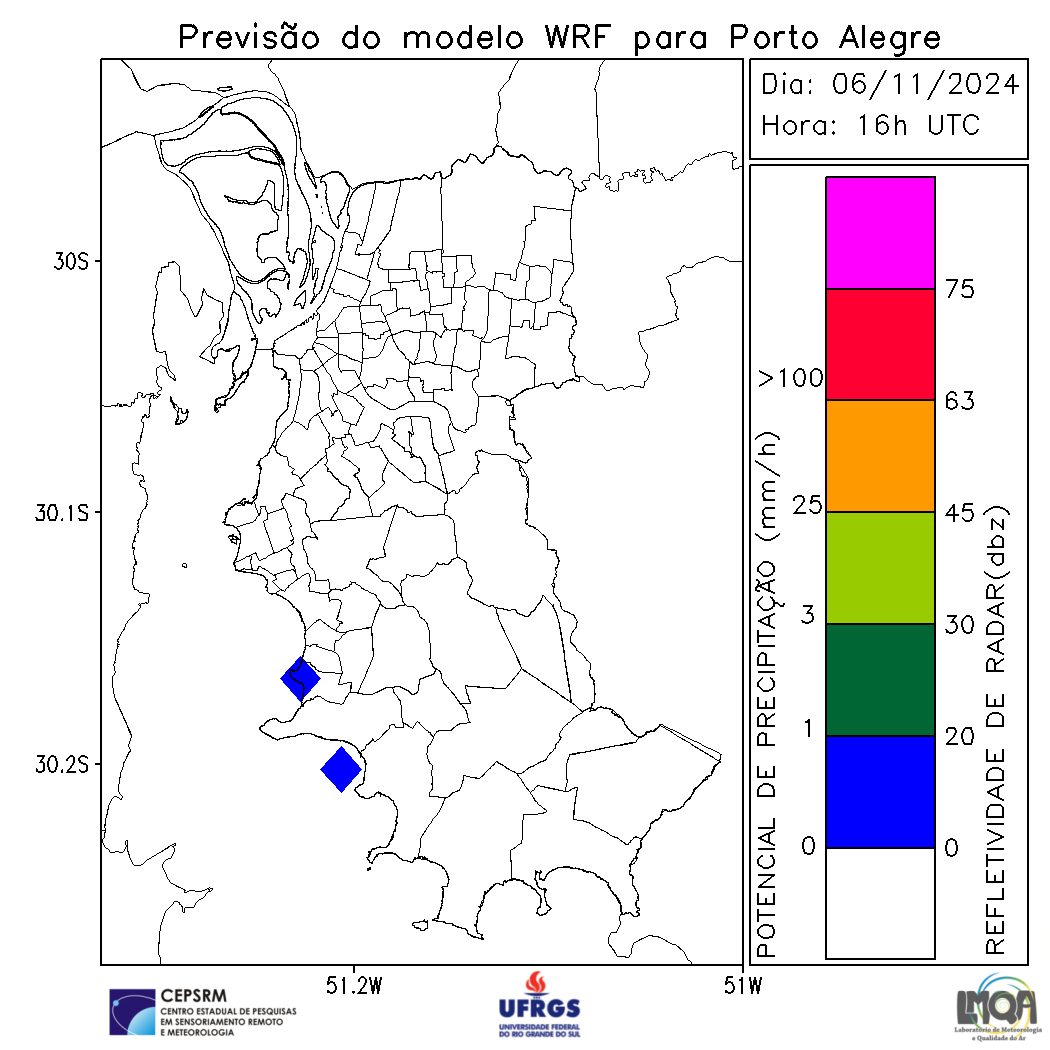 Previsão do modelo WRF para Porto Alegre
Dia: 06/11/2024
Hora: 16h UTC
30S
30.1S
30.2S
51.2W
51W
POTENCIAL DE PRECIPITAÇÃO (mm/h)
>100
25
3
1
0
75
63
45
30
20
0
REFLETIVIDADE DE RADAR(dbz)
CEPSRM
CENTRO ESTADUAL DE PESQUISAS
EM SENSORIAMENTO REMOTO
E METEOROLOGIA
UFRGS
UNIVERSIDADE FEDERAL
DO RIO GRANDE DO SUL
LMQA
Laboratório de Meteorologia
e Qualidade do Ar